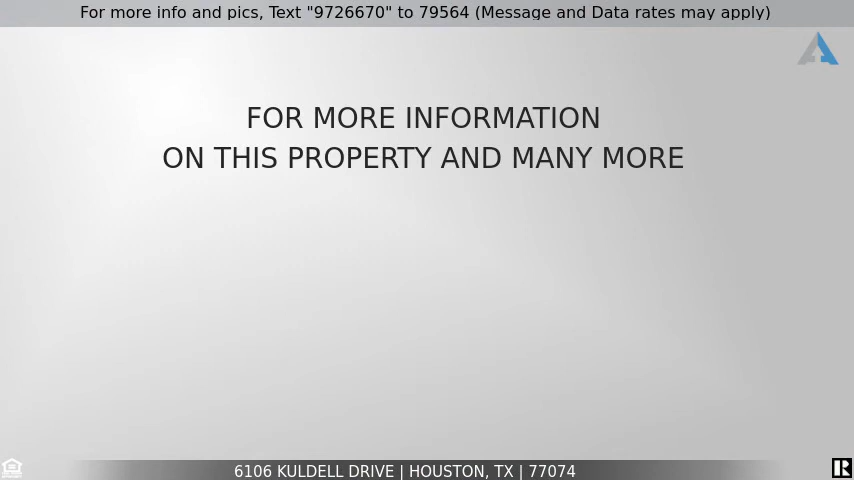 For more info and pics, Text "9726670" to 79564 (Message and Data rates may apply)
FOR MORE INFORMATION
ON THIS PROPERTY AND MANY MORE
6106 KULDELL DRIVE | HOUSTON, TX | 77074